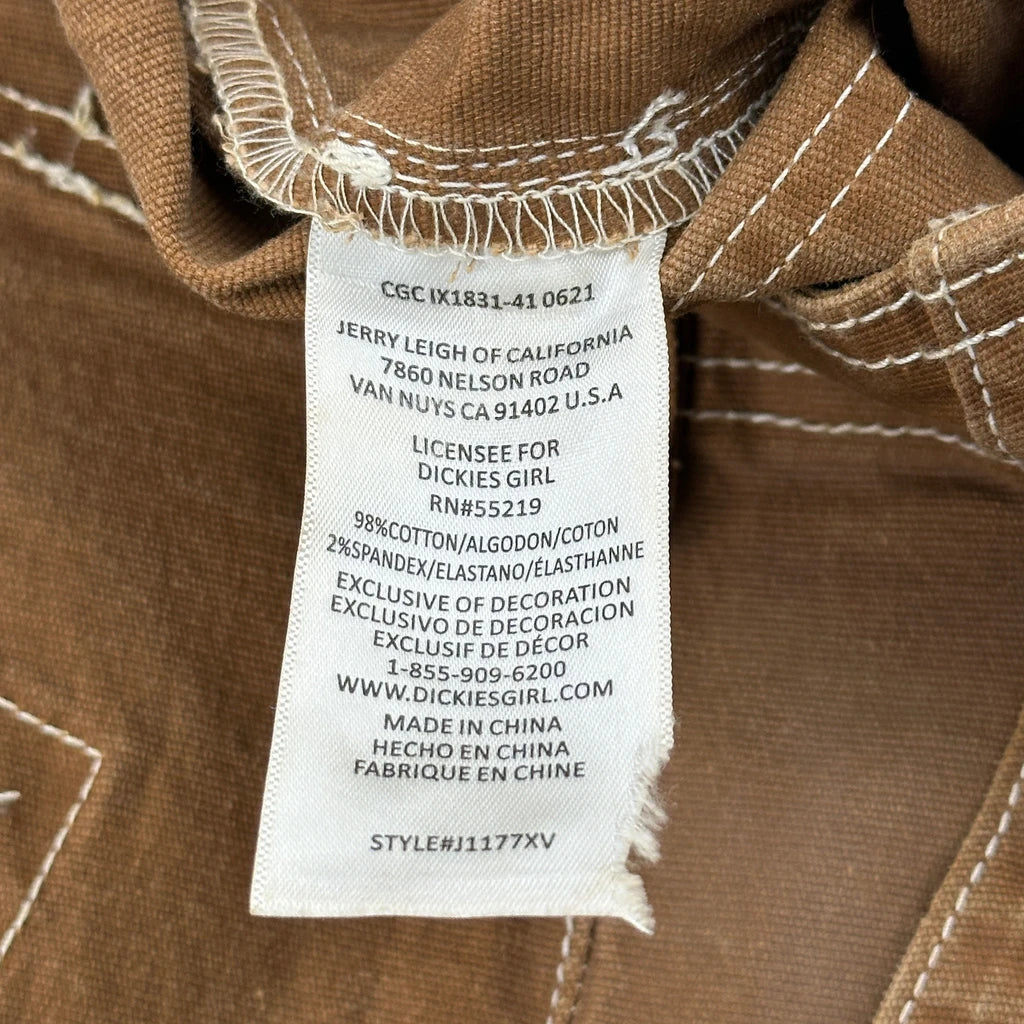 CGC IX1831-41 0621
JERRY LEIGH OF CALIFORNIA
7860 NELSON ROAD
VAN NUYS CA 91402 U.S.A
LICENSEE FOR
DICKIES GIRL
RN#55219
98%COTTON/ALGODON/COTON
2%SPANDEX/ELASTANO/ÉLASTHANNE
EXCLUSIVE OF DECORATION
EXCLUSIVO DE DECORACION
EXCLUSIF DE DÉCOR
1-855-909-6200
WWW.DICKIESGIRL.COM
MADE IN CHINA
HECHO EN CHINA
FABRIQUE EN CHINE
STYLE#J1177XV